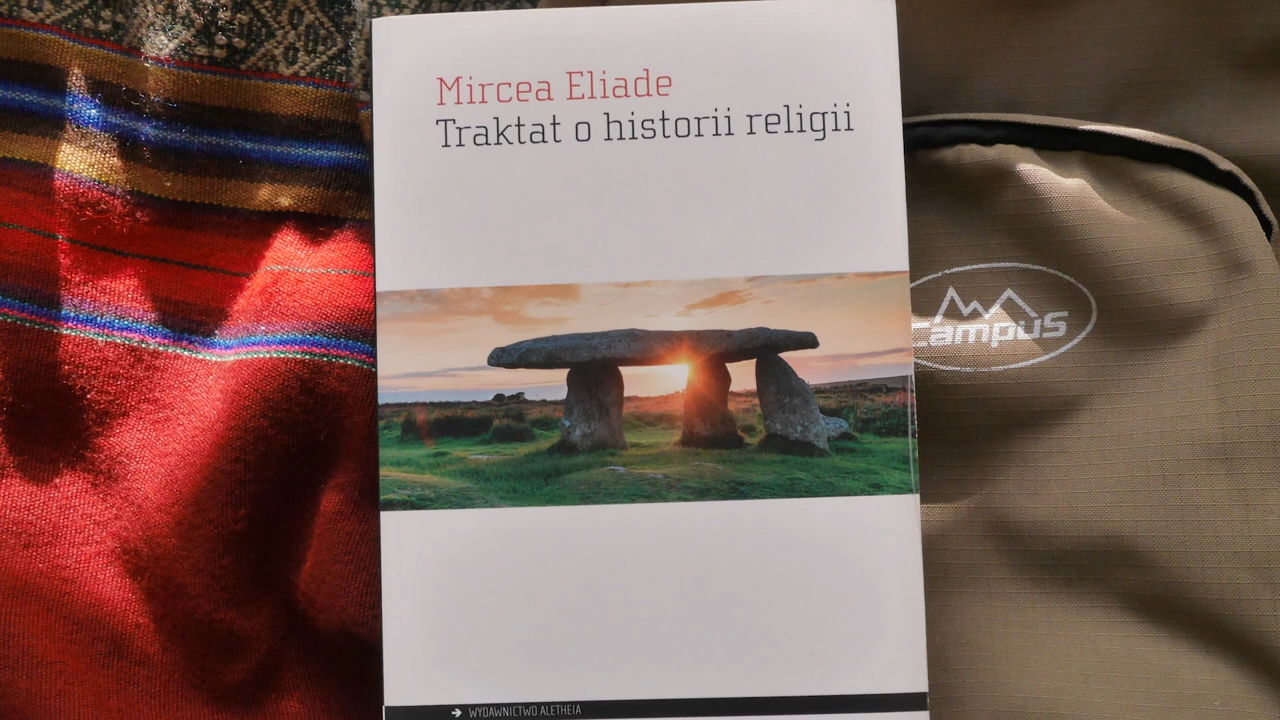 Mircea Eliade
Traktat o historii religii
campus
WYDAWNICTWO ALETHEIA